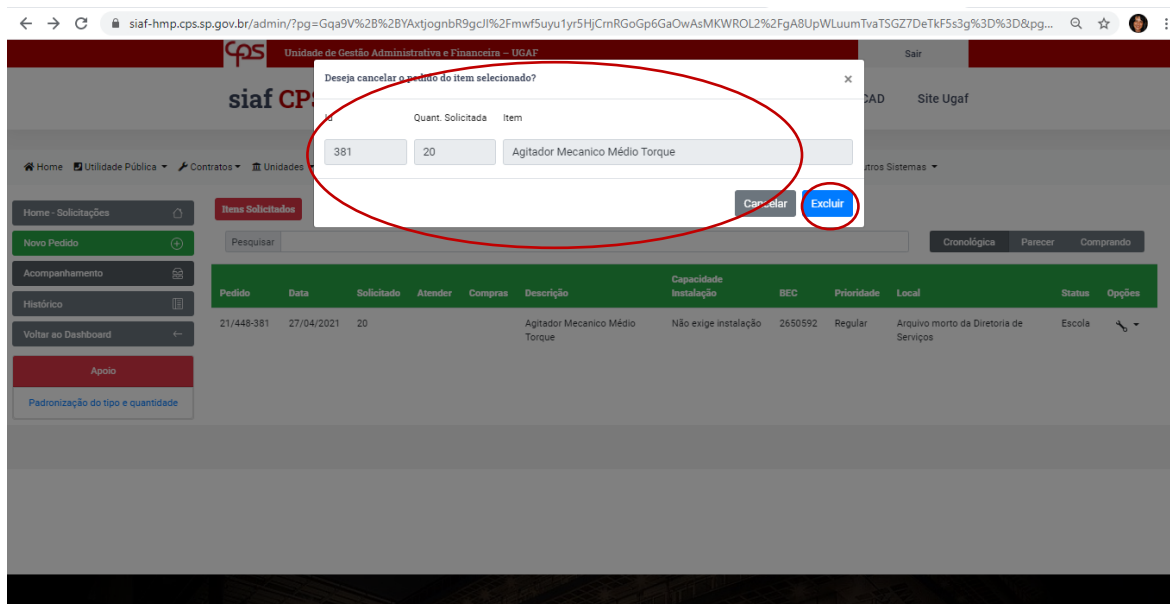 siaf-hmp.cps.sp.gov.br/admin/?pg=Gqa9V%2B%2BYAxtjognbR9gcJI%2Fmwf5uyu1yr5HjCrnRGoGp6GaOwAsMKWROL2%2FgA8UpWLuumTvaTSGZ7DeTkF5s3g%3D%3D&pg...
cps Unidade de Gestão Administrativa e Financeira – UGAF Sair
Deseja cancelar o pedido do item selecionado? ×
siaf CPS CAD Site Ugaf
Id Quant. Solicitada Item
381 20 Agitador Mecanico Médio Torque
Home Utilidade Pública Contratos Unidades Sistemas
Cancelar Excluir
Home - Solicitações
Itens Solicitados
Novo Pedido
Pesquisar Cronológica Parecer Comprando
Acompanhamento
Histórico
Voltar ao Dashboard
Pedido Data Solicitado Atender Compras Descrição Capacidade Instalação BEC Prioridade Local Status Opções
21/448-381 27/04/2021 20 Agitador Mecanico Médio Torque Não exige instalação 2650592 Regular Arquivo morto da Diretoria de Serviços Escola
Apoio
Padronização do tipo e quantidade